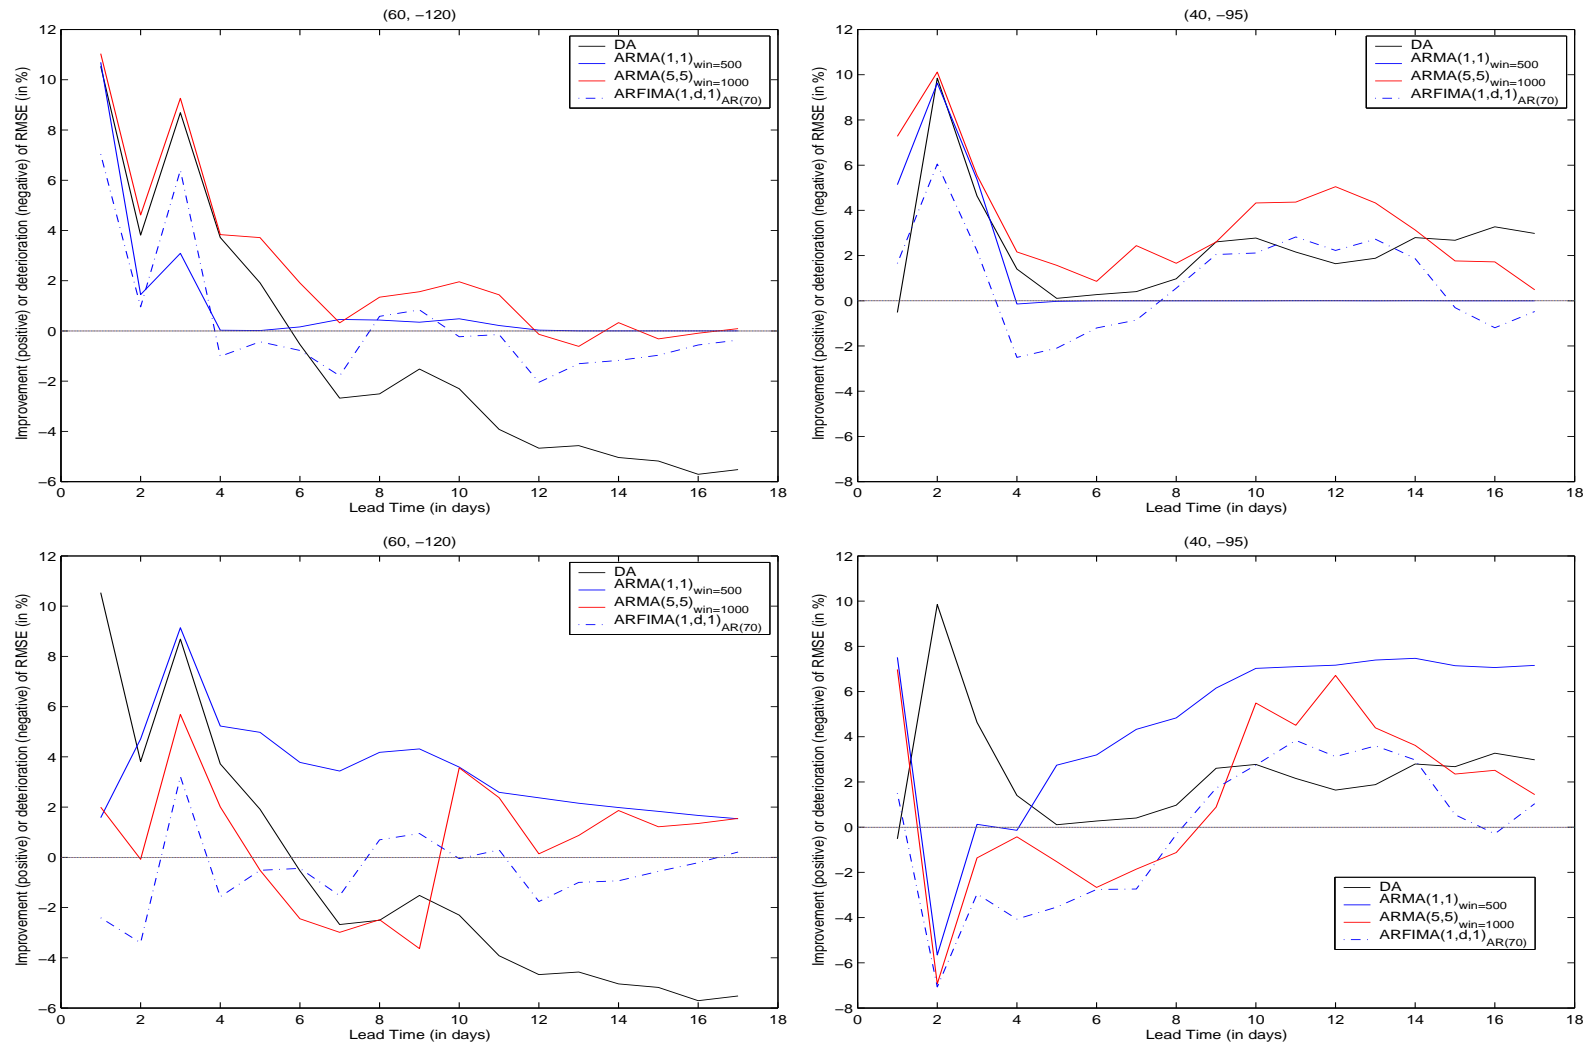 (60, −120)
Improvement (positive) or deterioration (negative) of RMSE (in %)
12
10
8
6
4
2
0
−2
−4
−6
0 2 4 6 8 10 12 14 16 18
Lead Time (in days)
DA
ARMA(1,1)win=500
ARMA(5,5)win=1000
ARFIMA(1,d,1)AR(70)
(40, −95)
Improvement (positive) or deterioration (negative) of RMSE (in %)
12
10
8
6
4
2
0
−2
−4
−6
−8
0 2 4 6 8 10 12 14 16 18
Lead Time (in days)
DA
ARMA(1,1)win=500
ARMA(5,5)win=1000
ARFIMA(1,d,1)AR(70)
(60, −120)
Improvement (positive) or deterioration (negative) of RMSE (in %)
12
10
8
6
4
2
0
−2
−4
−6
0 2 4 6 8 10 12 14 16 18
Lead Time (in days)
DA
ARMA(1,1)win=500
ARMA(5,5)win=1000
ARFIMA(1,d,1)AR(70)
(40, −95)
Improvement (positive) or deterioration (negative) of RMSE (in %)
12
10
8
6
4
2
0
−2
−4
−6
−8
0 2 4 6 8 10 12 14 16 18
Lead Time (in days)
DA
ARMA(1,1)win=500
ARMA(5,5)win=1000
ARFIMA(1,d,1)AR(70)